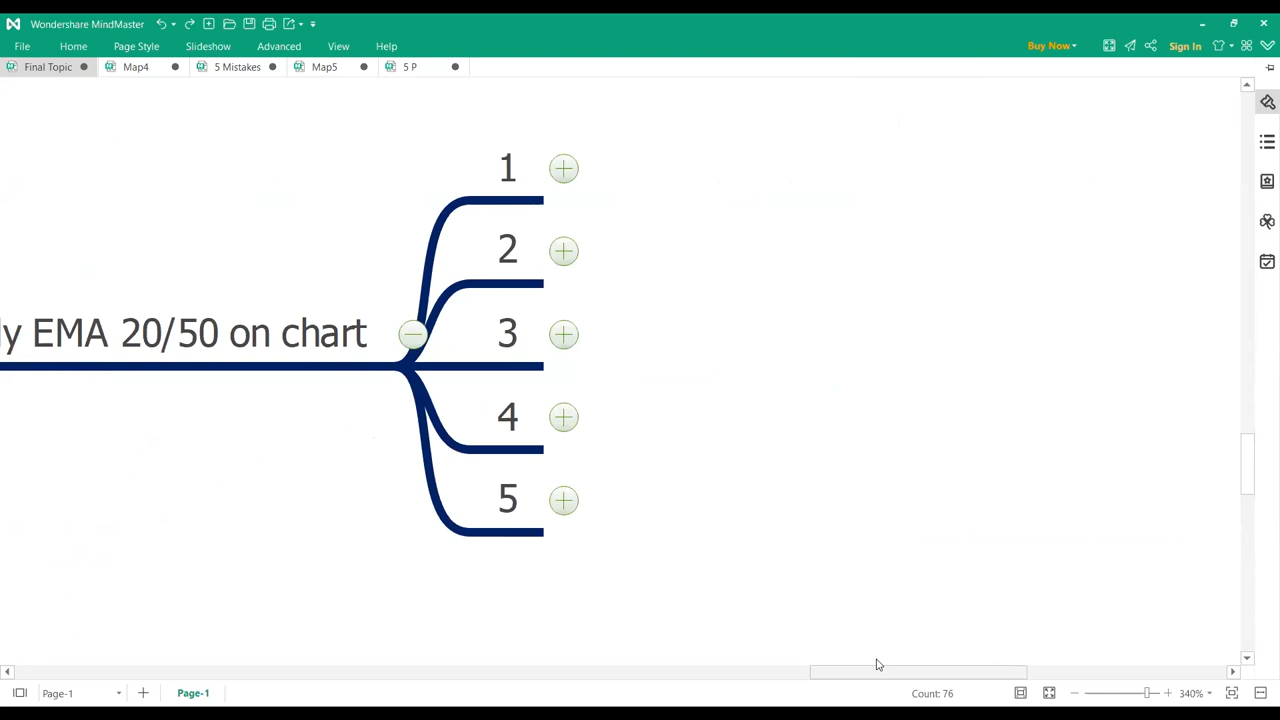 Wondershare MindMaster
File Home Page Style Slideshow Advanced View Help
Buy Now Sign In
Final Topic Map4 5 Mistakes Map5 5 P
1
2
ly EMA 20/50 on chart 3
4
5
Page-1 Page-1 Count: 76 340%